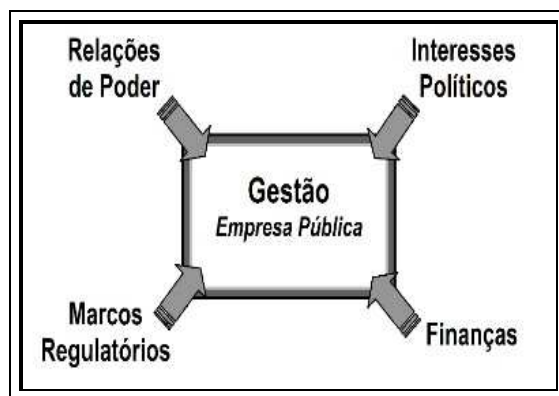 Relações
de Poder
Interesses
Políticos
Gestão
Empresa Pública
Marcos
Regulatórios
Finanças